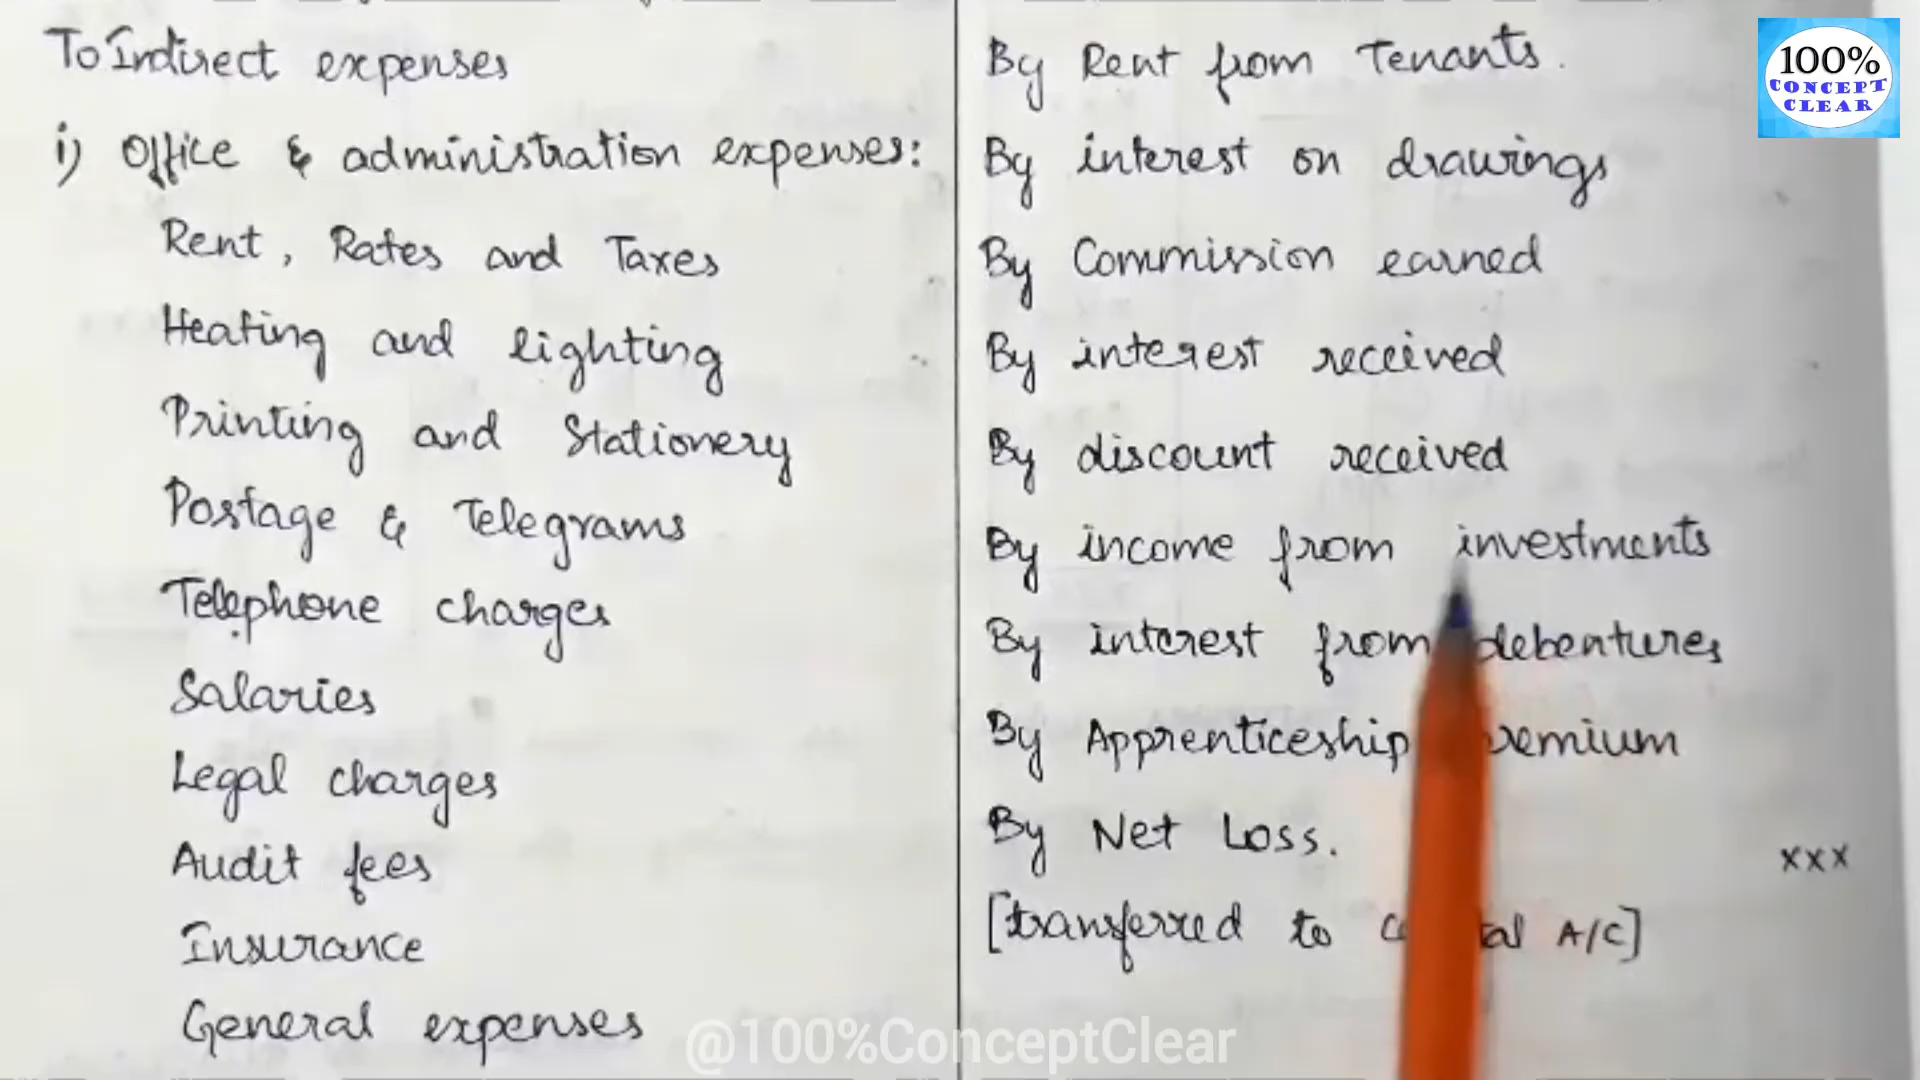 To Indirect expenses
i) Office & administration expenses:
Rent, Rates and Taxes
Heating and lighting
Printing and Stationery
Postage & Telegrams
Telephone charges
Salaries
Legal charges
Audit fees
Insurance
General expenses
By Rent from Tenants.
By interest on drawings
By Commission earned
By interest received
By discount received
By income from investments
By interest from debentures
By Apprenticeship
By Net Loss. xxx
[transferred to A/C]
100%
CONCEPT
CLEAR
@100%ConceptClear